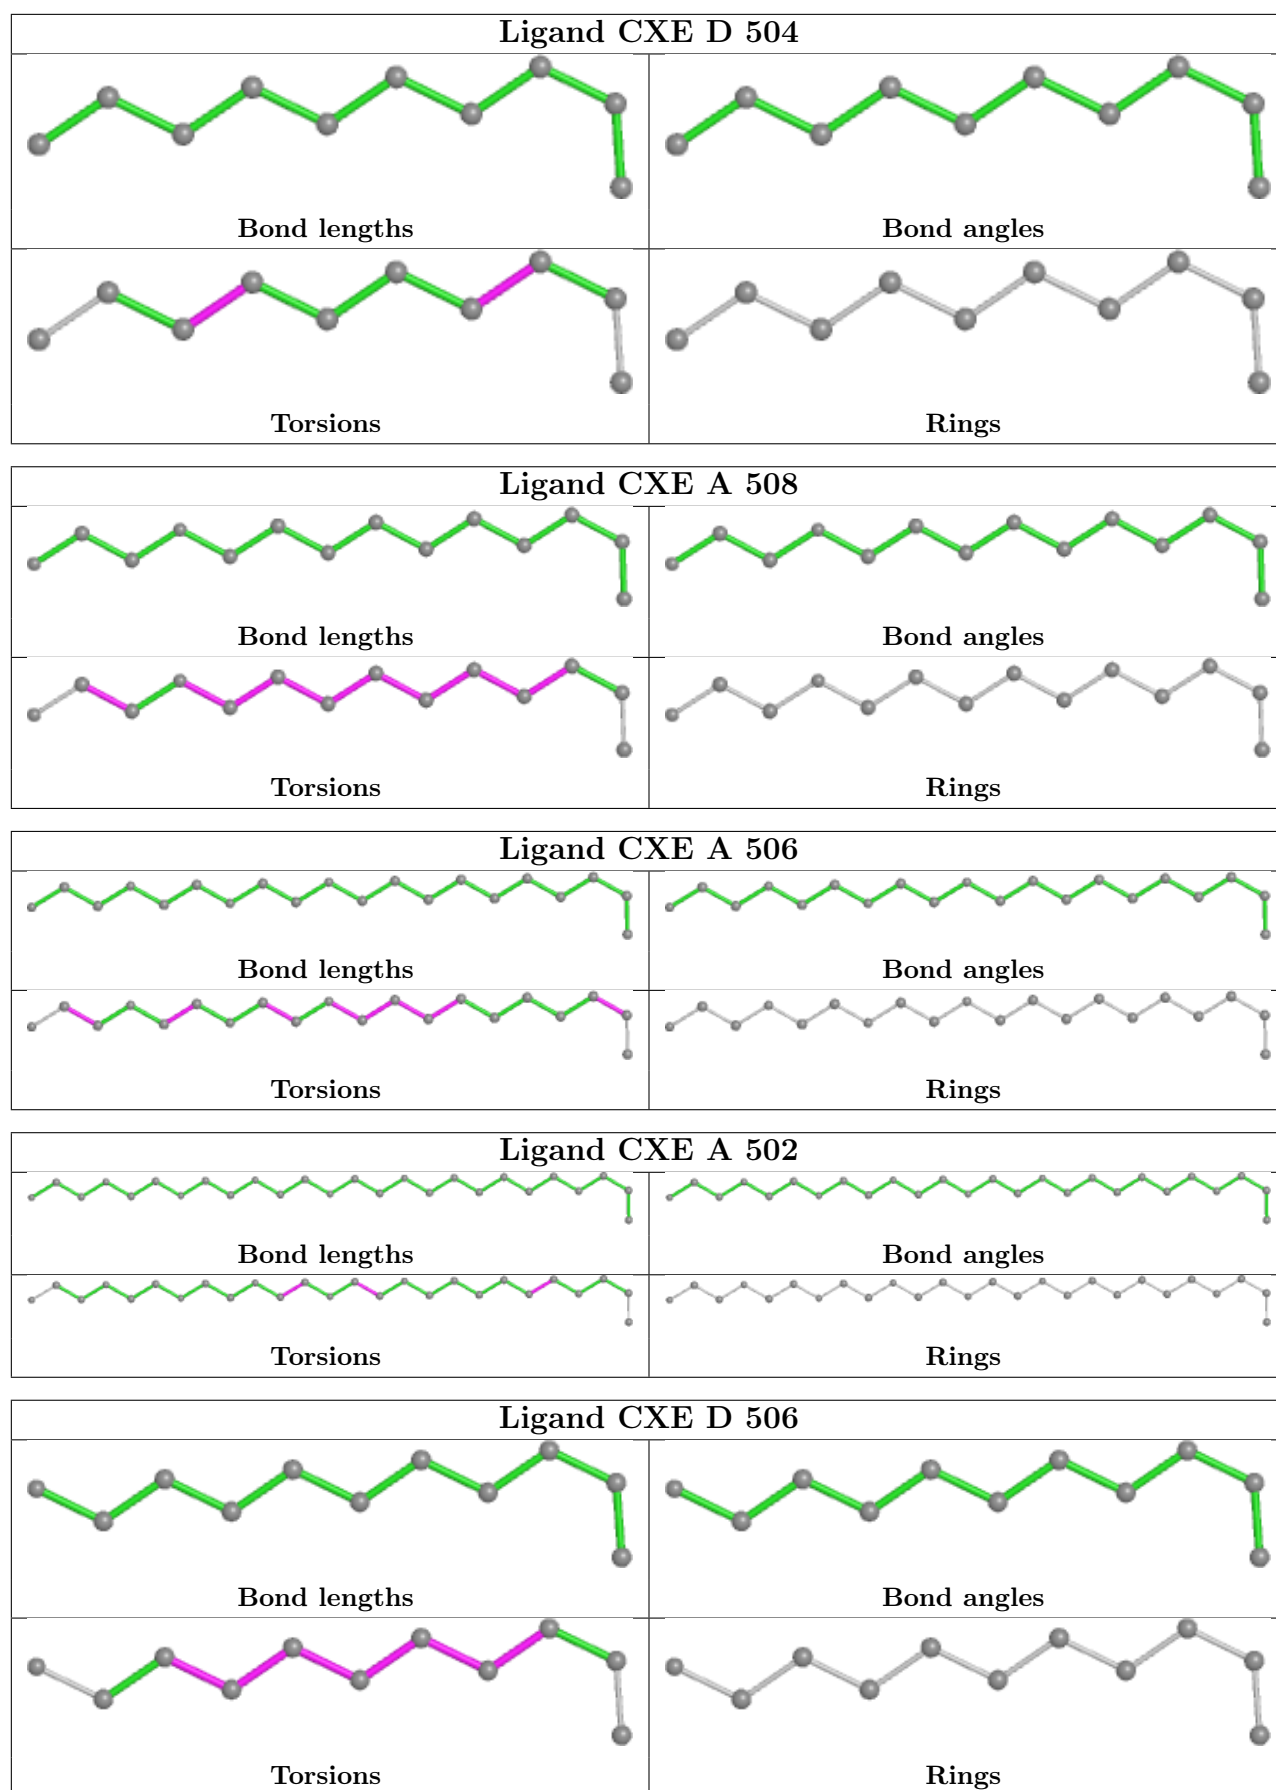 Ligand CXE D 504
Bond lengths
Bond angles
Torsions
Rings
Ligand CXE A 508
Bond lengths
Bond angles
Torsions
Rings
Ligand CXE A 506
Bond lengths
Bond angles
Torsions
Rings
Ligand CXE A 502
Bond lengths
Bond angles
Torsions
Rings
Ligand CXE D 506
Bond lengths
Bond angles
Torsions
Rings